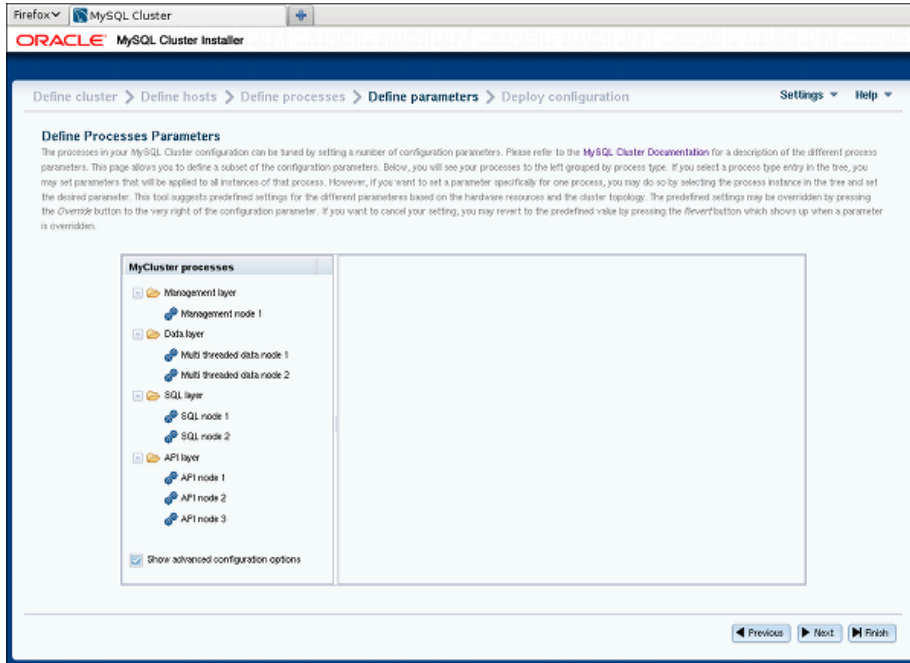 Firefox MySQL Cluster
ORACLE MySQL Cluster Installer
Define cluster Define hosts Define processes Define parameters Deploy configuration Settings Help
Define Processes Parameters
The processes in your MySQL Cluster configuration can be tuned by setting a number of configuration parameters. Please refer to the MySQL Cluster Documentation for a description of the different process
parameters. This page allows you to define a subset of the configuration parameters. Below, you will see your processes to the left grouped by process type. If you select a process type entry in the tree, you
may set parameters that will be applied to all instances of that process. However, if you want to set a parameter specifically for one process, you may do so by selecting the process instance in the tree and set
the desired parameter. This tool suggests predefined settings for the different parameteres based on the hardware resources and the cluster topology. The predefined settings may be overridden by pressing
the Override button to the very right of the configuration parameter. If you want to cancel your setting, you may revert to the predefined value by pressing the Revert button which shows up when a parameter
is overridden.
MyCluster processes
Management layer
Management node 1
Data layer
Multi threaded data node 1
Multi threaded data node 2
SQL layer
SQL node 1
SQL node 2
API layer
API node 1
API node 2
API node 3
Show advanced configuration options
Previous Next Finish